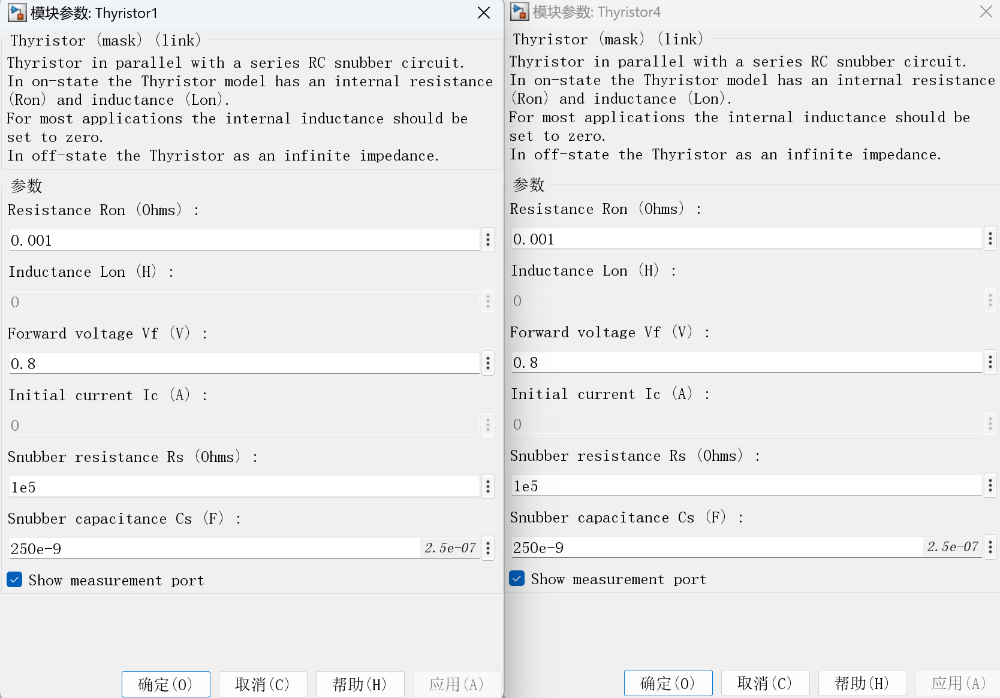 模块参数: Thyristor1
Thyristor (mask) (link)
Thyristor in parallel with a series RC snubber circuit.
In on-state the Thyristor model has an internal resistance
(Ron) and inductance (Lon).
For most applications the internal inductance should be
set to zero.
In off-state the Thyristor as an infinite impedance.
参数
Resistance Ron (Ohms) :
0.001
Inductance Lon (H) :
0
Forward voltage Vf (V) :
0.8
Initial current Ic (A) :
0
Snubber resistance Rs (Ohms) :
1e5
Snubber capacitance Cs (F) :
250e-9 2.5e-07
Show measurement port
确定(O) 取消(C) 帮助(H) 应用(A)
模块参数: Thyristor4
Thyristor (mask) (link)
Thyristor in parallel with a series RC snubber circuit.
In on-state the Thyristor model has an internal resistance
(Ron) and inductance (Lon).
For most applications the internal inductance should be
set to zero.
In off-state the Thyristor as an infinite impedance.
参数
Resistance Ron (Ohms) :
0.001
Inductance Lon (H) :
0
Forward voltage Vf (V) :
0.8
Initial current Ic (A) :
0
Snubber resistance Rs (Ohms) :
1e5
Snubber capacitance Cs (F) :
250e-9 2.5e-07
Show measurement port
确定(O) 取消(C) 帮助(H) 应用(A)